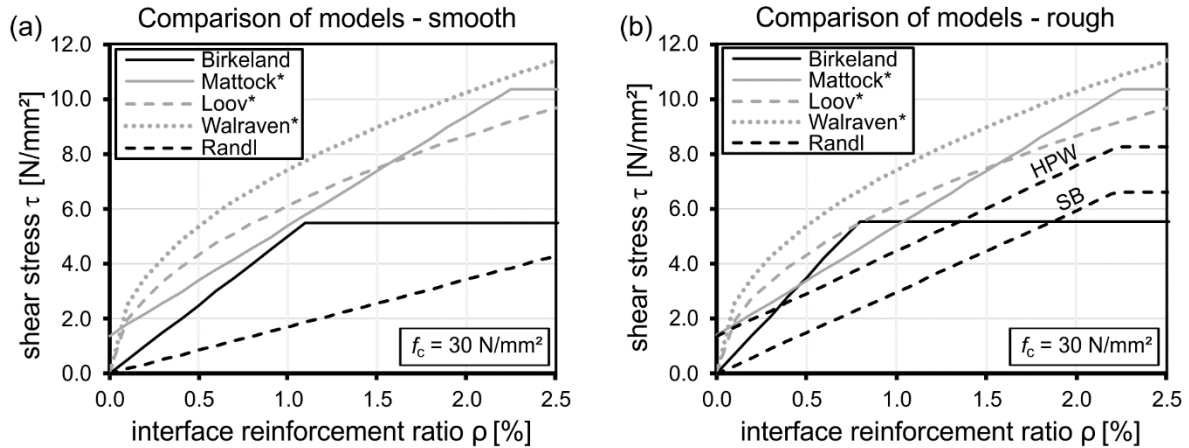 (a) Comparison of models - smooth
12.0
10.0
8.0
6.0
4.0
2.0
0.0
shear stress τ [N/mm²]
Birkeland
Mattock*
Loov*
Walraven*
Randl
fc = 30 N/mm²
0.0 0.5 1.0 1.5 2.0 2.5
interface reinforcement ratio ρ [%]
(b) Comparison of models - rough
12.0
10.0
8.0
6.0
4.0
2.0
0.0
shear stress τ [N/mm²]
Birkeland
Mattock*
Loov*
Walraven*
Randl
HPW
SB
fc = 30 N/mm²
0.0 0.5 1.0 1.5 2.0 2.5
interface reinforcement ratio ρ [%]